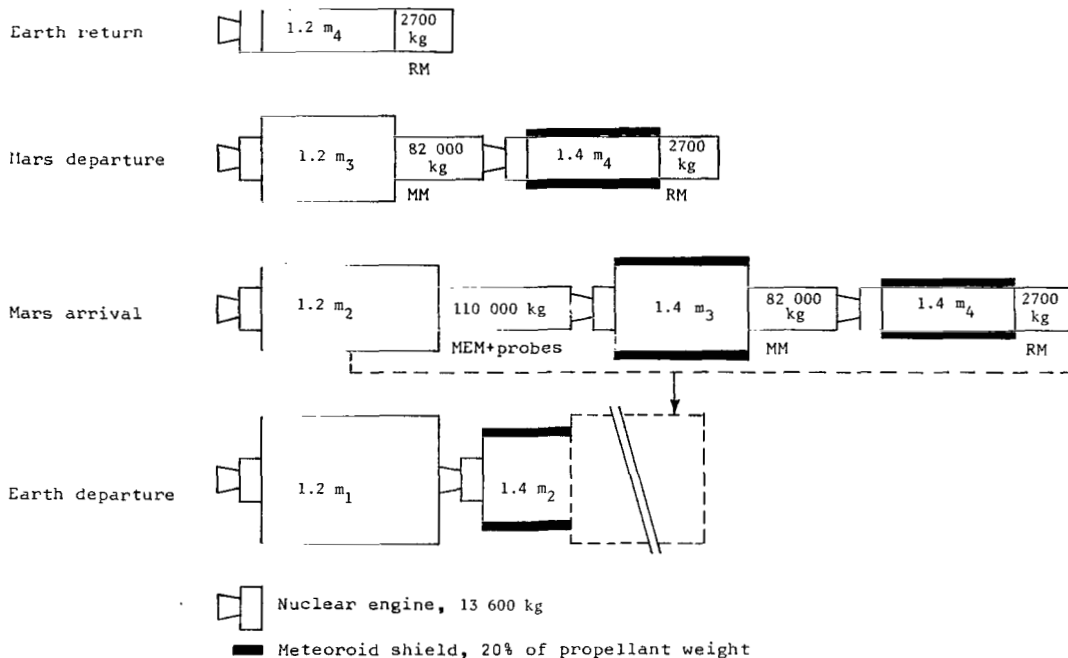 Earth return
1.2 m4
2700 kg
RM
Mars departure
1.2 m3
82 000 kg
MM
1.4 m4
2700 kg
RM
Mars arrival
1.2 m2
110 000 kg
MEM+probes
1.4 m3
82 000 kg
MM
1.4 m4
2700 kg
RM
Earth departure
1.2 m1
1.4 m2
Nuclear engine, 13 600 kg
Meteoroid shield, 20% of propellant weight